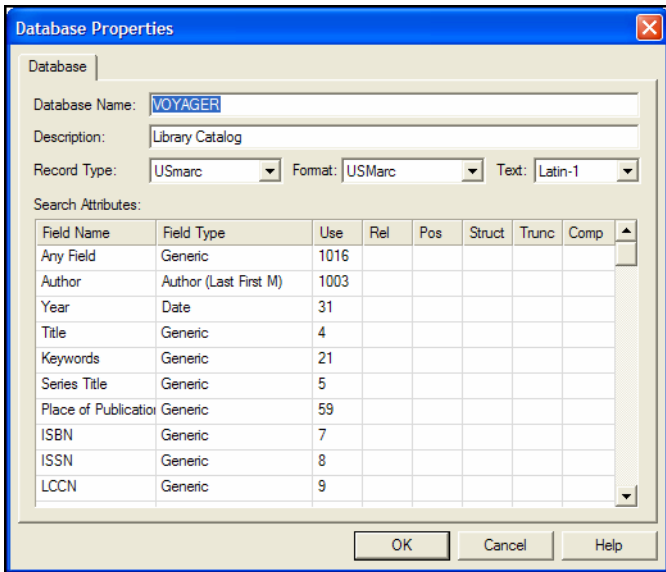 Database Properties
Database
Database Name: VOYAGER
Description: Library Catalog
Record Type: USmarc Format: USMarc Text: Latin-1
Search Attributes:
Field Name Field Type Use Rel Pos Struct Trunc Comp
Any Field Generic 1016
Author Author (Last First M) 1003
Year Date 31
Title Generic 4
Keywords Generic 21
Series Title Generic 5
Place of Publication Generic 59
ISBN Generic 7
ISSN Generic 8
LCCN Generic 9
OK Cancel Help